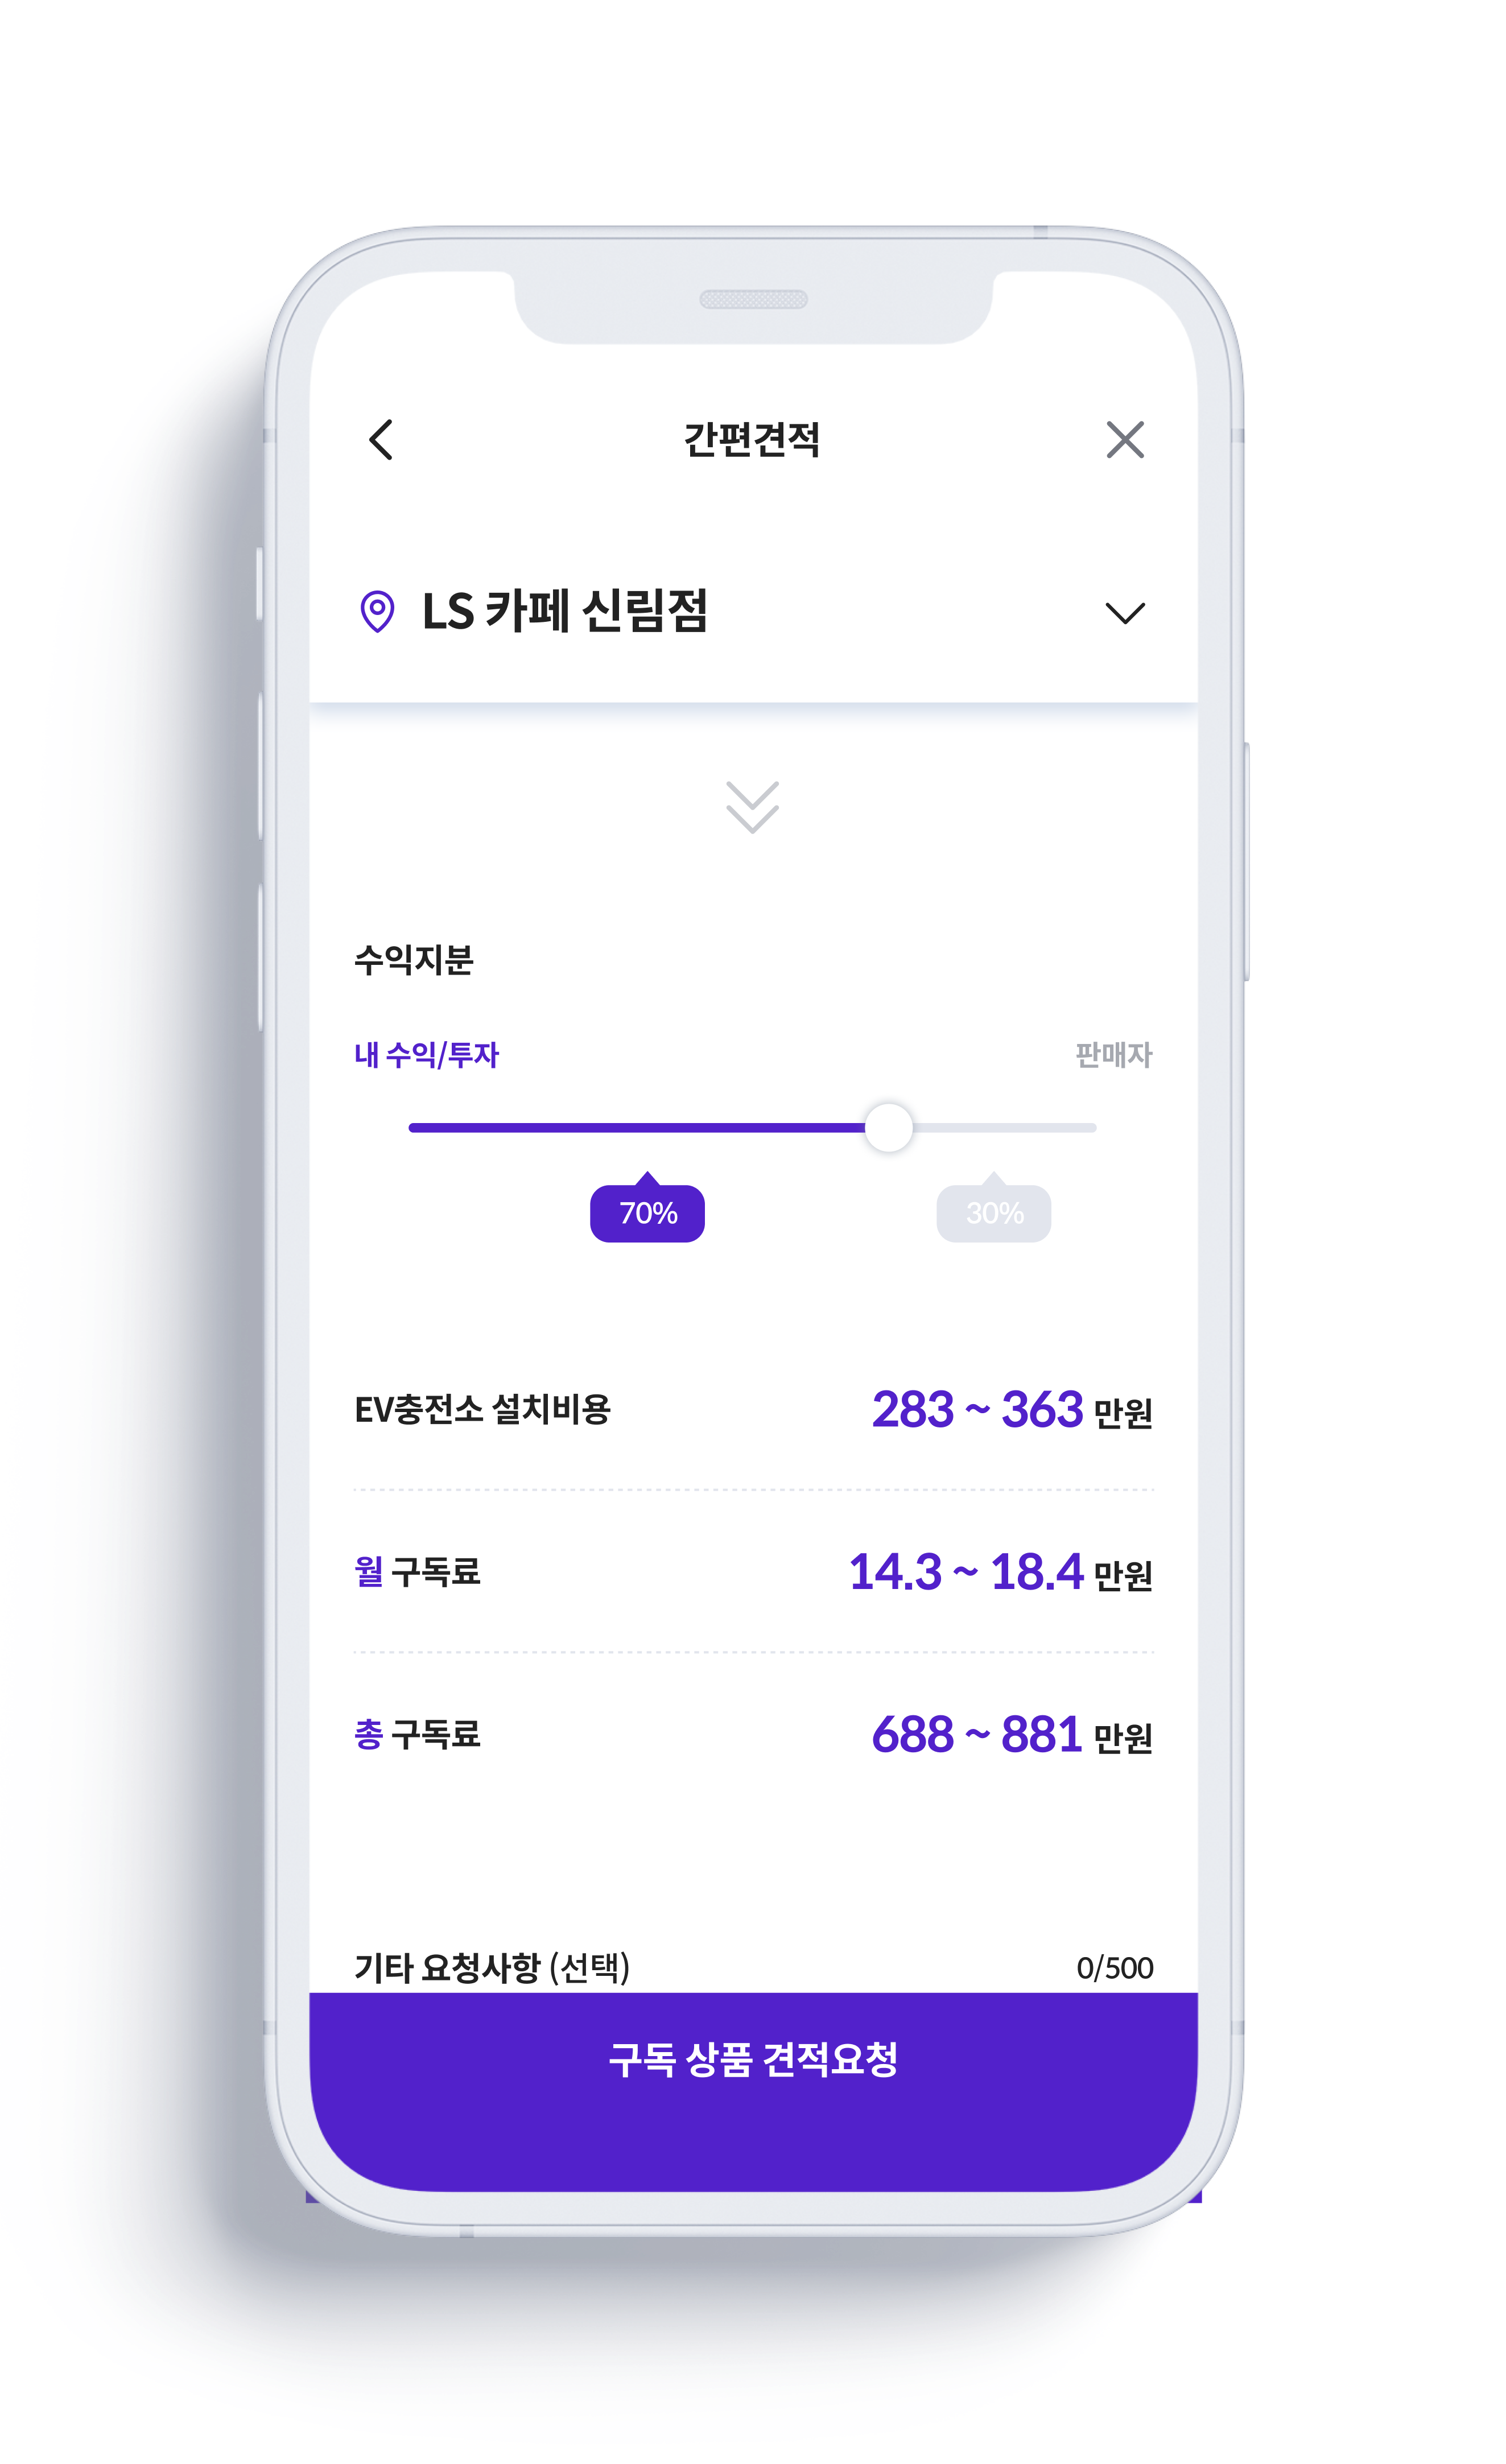 간편견적
LS 카페 신림점
수익지분
내 수익/투자 판매자
70% 30%
EV충전소 설치비용 283 ~ 363 만원
월 구독료 14.3 ~ 18.4 만원
총 구독료 688 ~ 881 만원
기타 요청사항 (선택) 0/500
구독 상품 견적요청